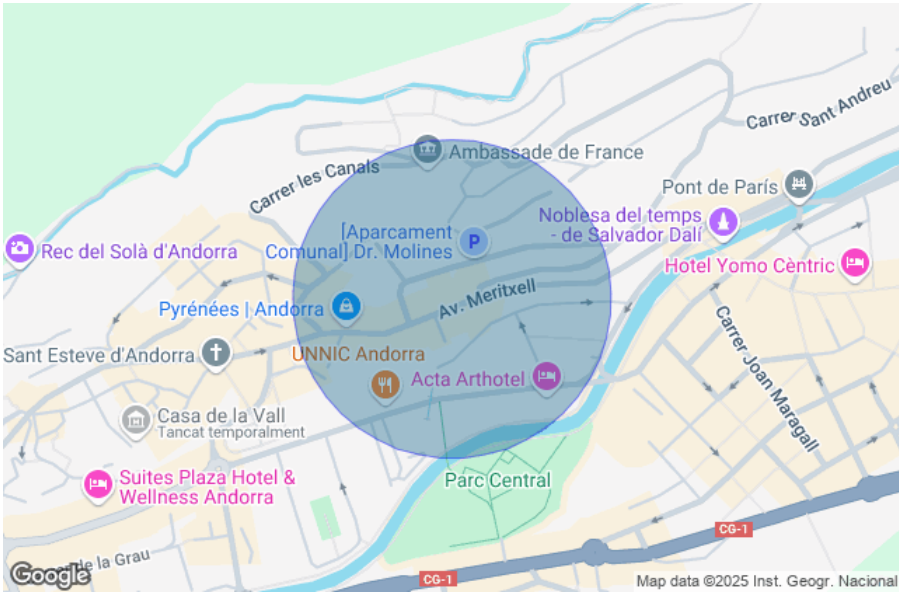 Carrer Sant Andreu
Carrer les Canals
Ambassade de France
Pont de París
Noblesa del temps
- de Salvador Dalí
[Aparcament
Comunal] Dr. Molines
P
Rec del Solà d'Andorra
Hotel Yomo Cèntric
Av. Meritxell
Pyrénées | Andorra
Carrer Joan Maragall
Sant Esteve d'Andorra
UNNIC Andorra
Acta Arthotel
Casa de la Vall
Tancat temporalment
Suites Plaza Hotel &
Wellness Andorra
Parc Central
CG-1
de la Grau
CG-1
Google
Map data ©2025 Inst. Geogr. Nacional